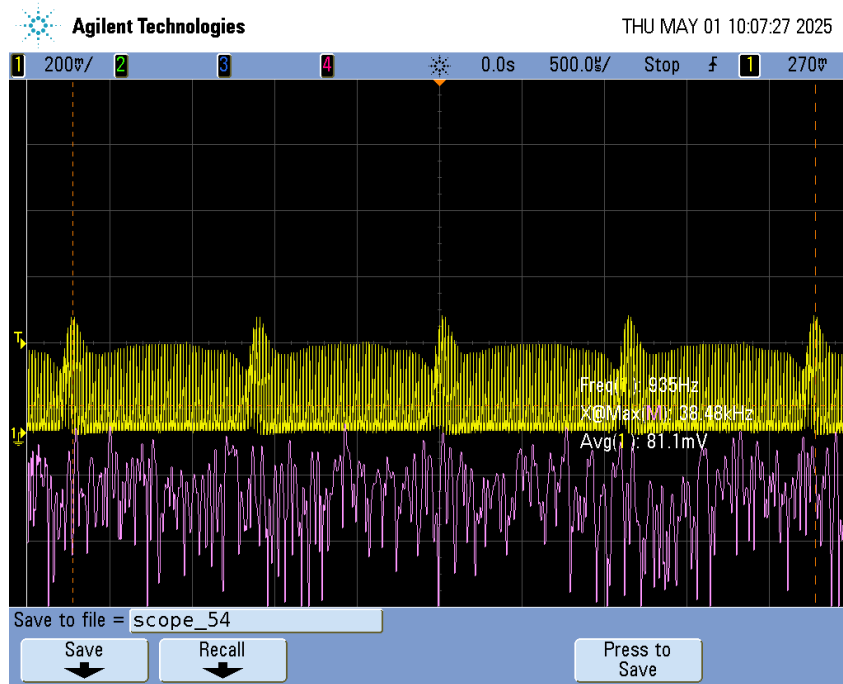 Agilent Technologies
THU MAY 01 10:07:27 2025
1 200mV/ 2 3 4 0.0s 500.0us/ Stop 1 270mV
T
1
Freq(1): 935Hz
X@Max(M): 38.48kHz
Avg(1): 81.1mV
Save to file = scope_54
Save
Recall
Press to
Save